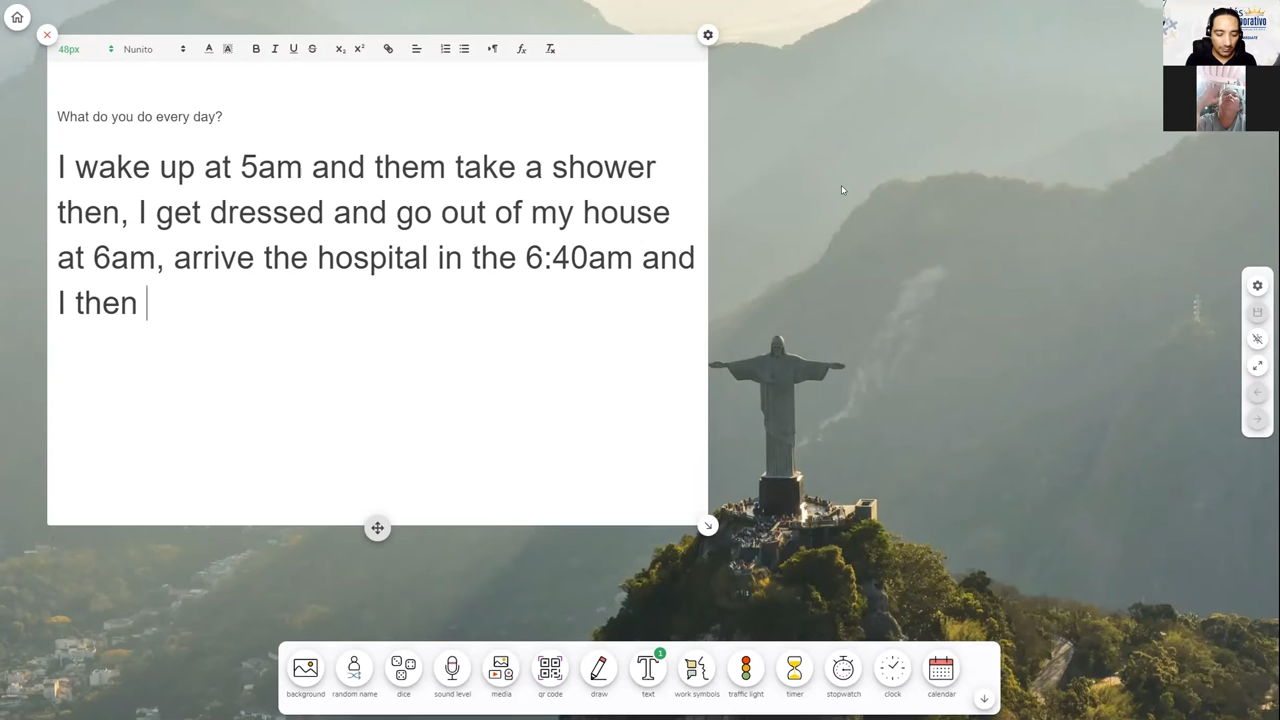 48px
Nunito
What do you do every day?
I wake up at 5am and them take a shower
then, I get dressed and go out of my house
at 6am, arrive the hospital in the 6:40am and
I then
background
random name
dice
sound level
media
qr code
draw
text
1
work symbols
traffic light
timer
stopwatch
clock
calendar